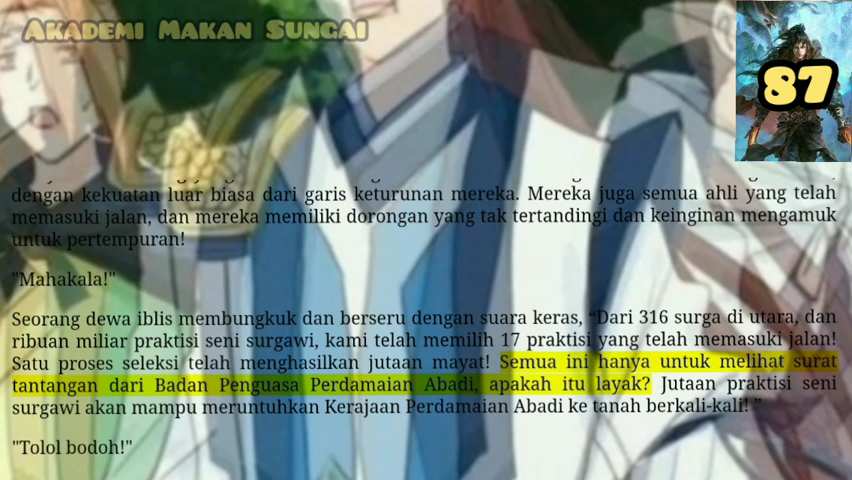 Akademi Makan Sungai
87
dengan kekuatan luar biasa dari garis keturunan mereka. Mereka juga semua ahli yang telah
memasuki jalan, dan mereka memiliki dorongan yang tak tertandingi dan keinginan mengamuk
untuk pertempuran!
"Mahakala!"
Seorang dewa iblis membungkuk dan berseru dengan suara keras, “Dari 316 surga di utara, dan
ribuan miliar praktisi seni surgawi, kami telah memilih 17 praktisi yang telah memasuki jalan!
Satu proses seleksi telah menghasilkan jutaan mayat! Semua ini hanya untuk melihat surat
tantangan dari Badan Penguasa Perdamaian Abadi, apakah itu layak? Jutaan praktisi seni
surgawi akan mampu meruntuhkan Kerajaan Perdamaian Abadi ke tanah berkali-kali! ”
"Tolol bodoh!"